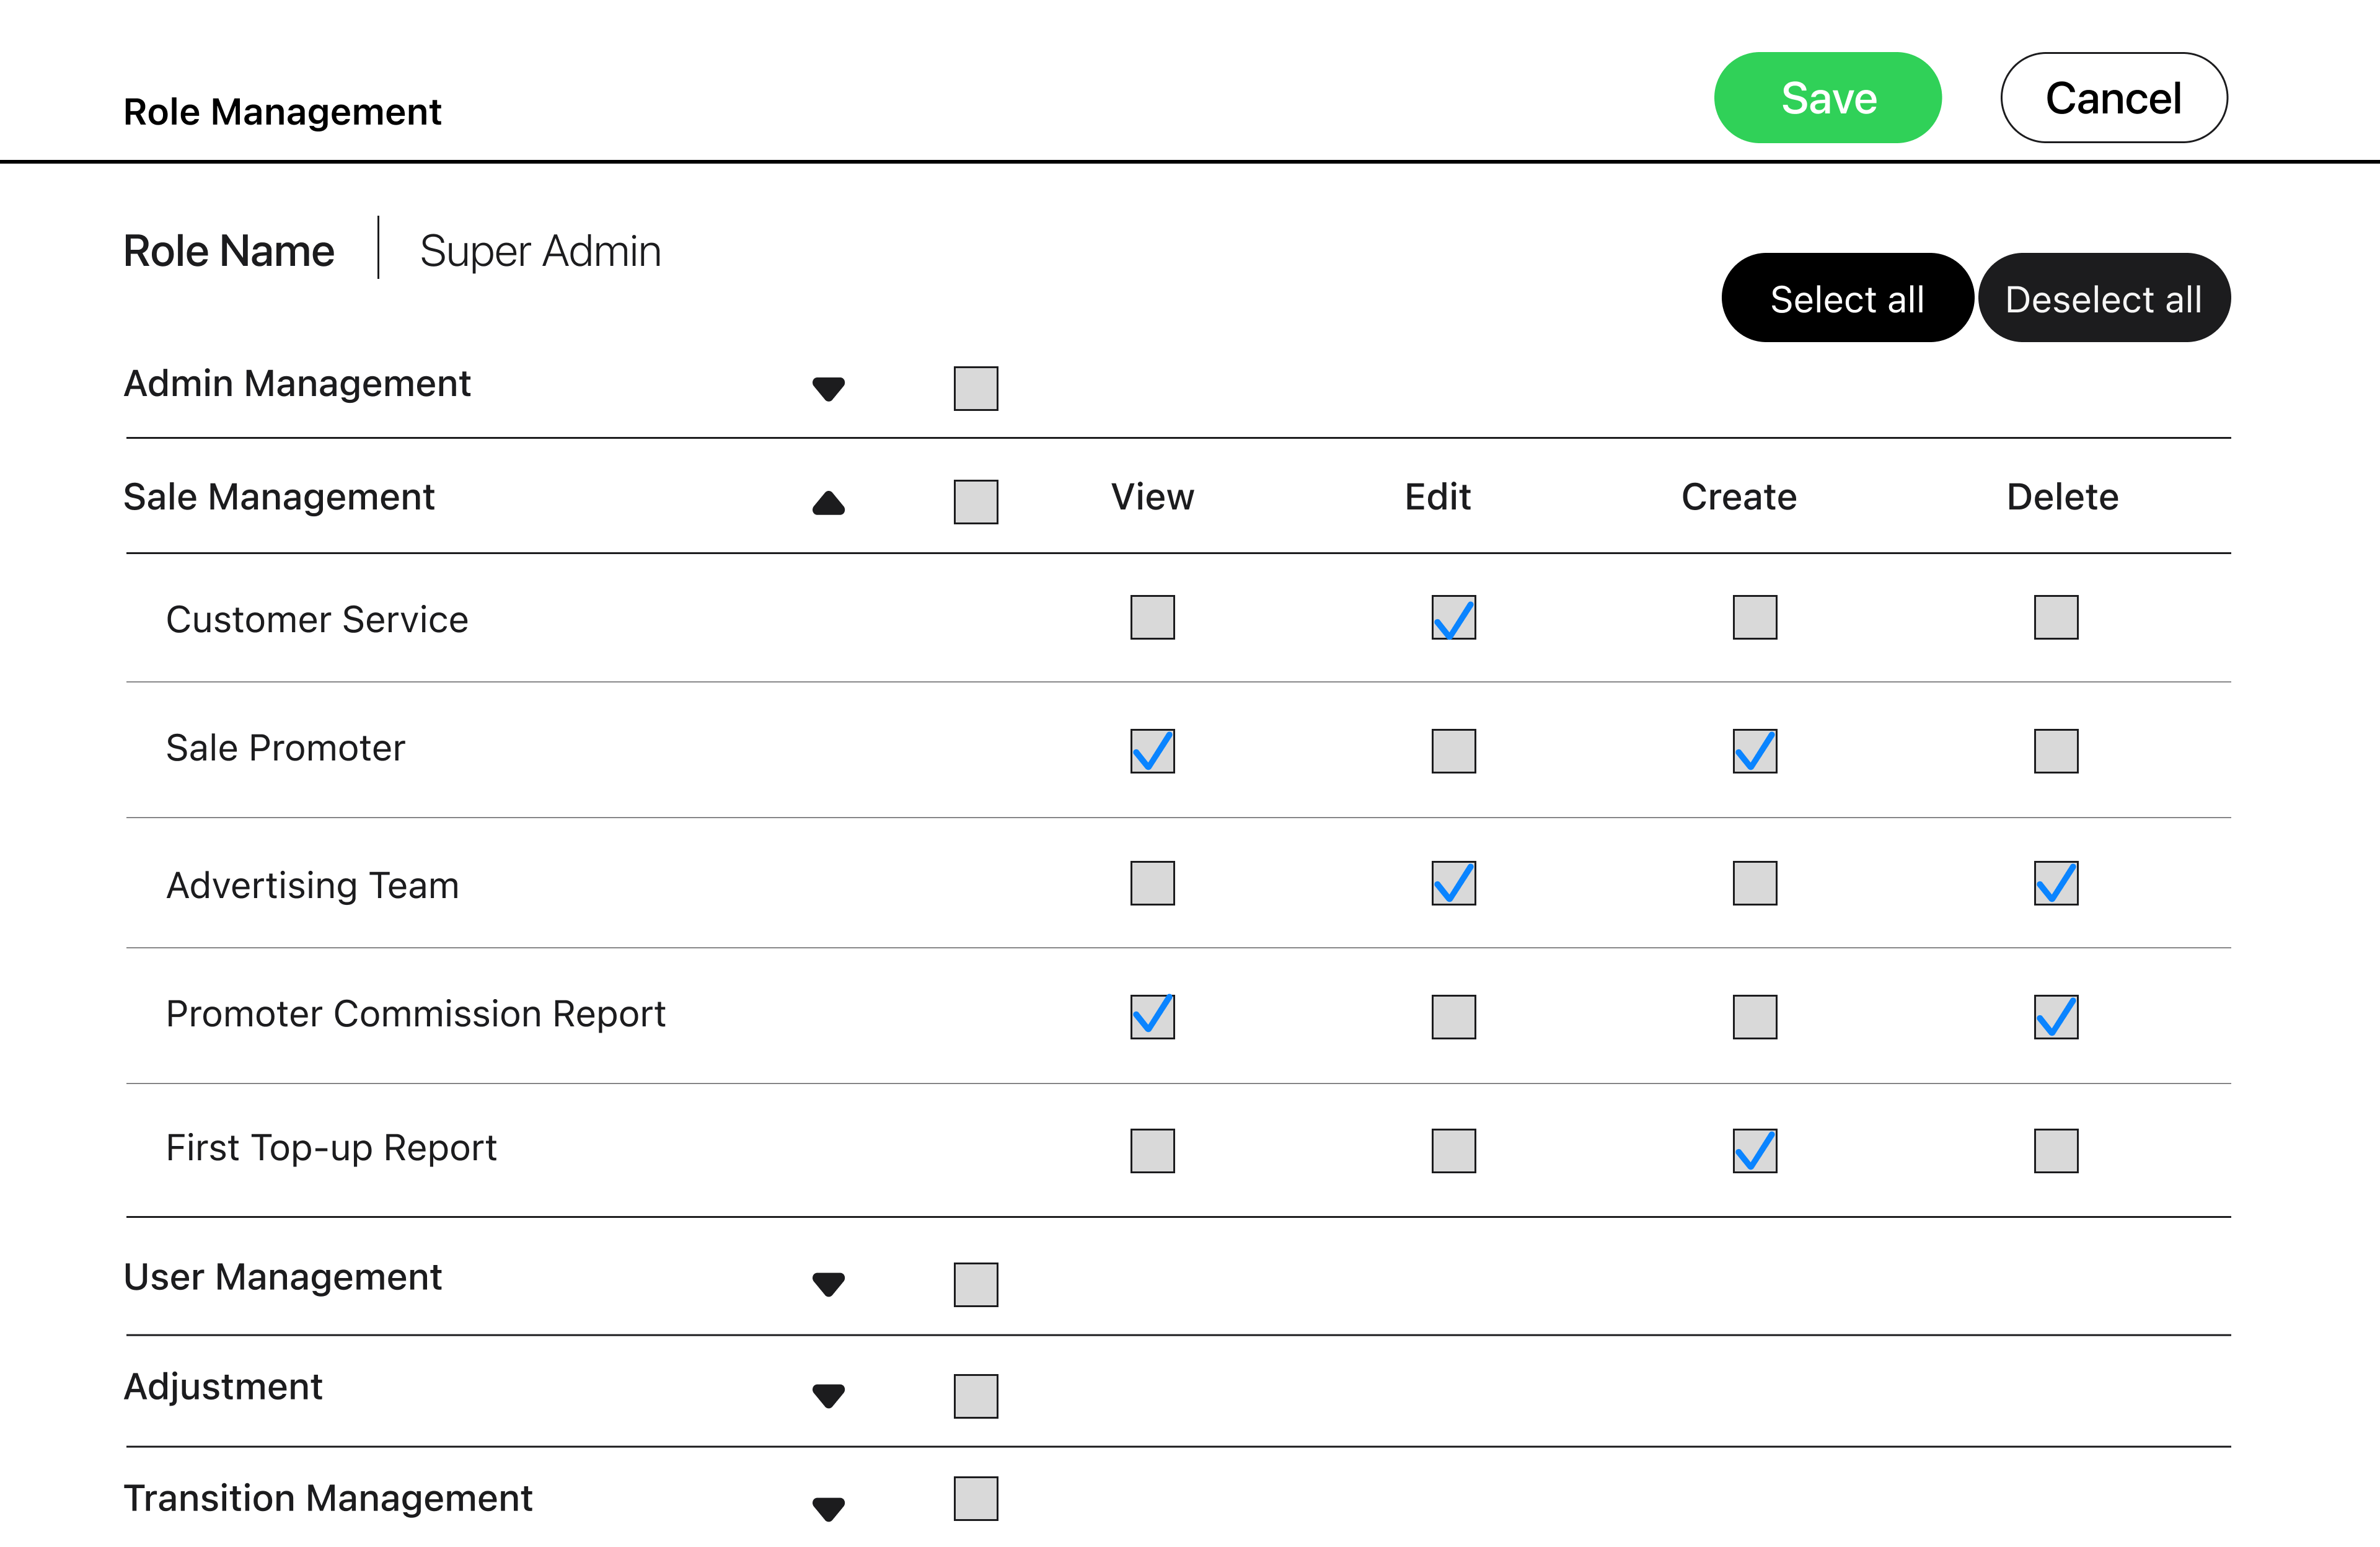 Role Management
Save
Cancel
Role Name
Super Admin
Select all
Deselect all
Admin Management
Sale Management
View
Edit
Create
Delete
Customer Service
Sale Promoter
Advertising Team
Promoter Commission Report
First Top-up Report
User Management
Adjustment
Transition Management